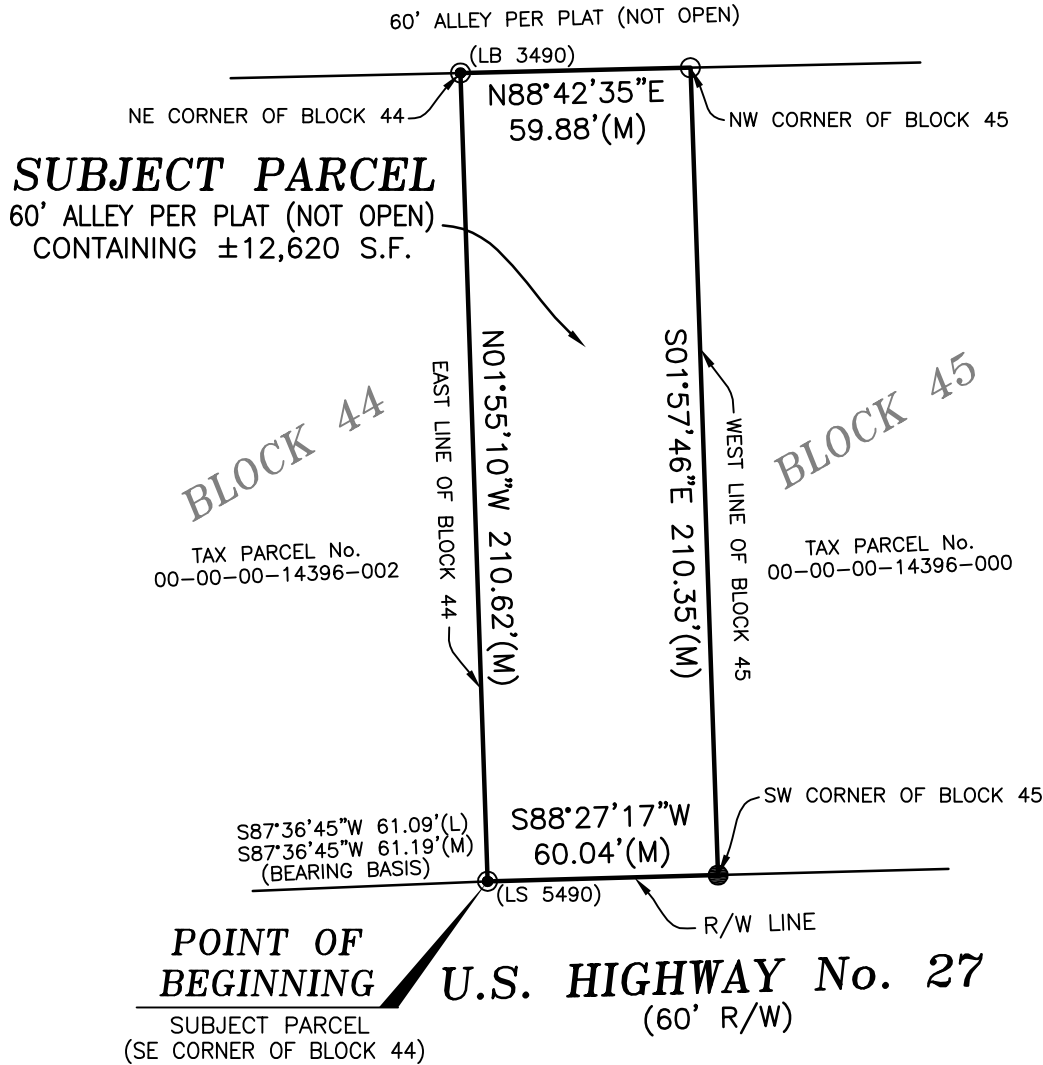 60' ALLEY PER PLAT (NOT OPEN)
(LB 3490)
N88°42'35"E
59.88'(M)
NE CORNER OF BLOCK 44
NW CORNER OF BLOCK 45
SUBJECT PARCEL
60' ALLEY PER PLAT (NOT OPEN)
CONTAINING ±12,620 S.F.
BLOCK 44
EAST LINE OF BLOCK 44
N01°55'10"W 210.62'(M)
S01°57'46"E 210.35'(M)
WEST LINE OF BLOCK 45
BLOCK 45
TAX PARCEL No.
00-00-00-14396-002
TAX PARCEL No.
00-00-00-14396-000
SW CORNER OF BLOCK 45
S87°36'45"W 61.09'(L)
S87°36'45"W 61.19'(M)
(BEARING BASIS)
S88°27'17"W
60.04'(M)
(LS 5490)
R/W LINE
POINT OF
BEGINNING
SUBJECT PARCEL
(SE CORNER OF BLOCK 44)
U.S. HIGHWAY No. 27
(60' R/W)